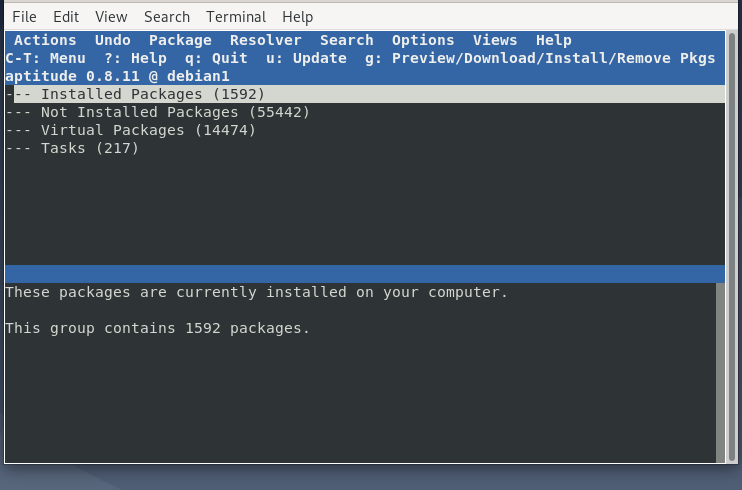 File Edit View Search Terminal Help
Actions Undo Package Resolver Search Options Views Help
C-T: Menu ?: Help q: Quit u: Update g: Preview/Download/Install/Remove Pkgs
aptitude 0.8.11 @ debian1
--- Installed Packages (1592)
--- Not Installed Packages (55442)
--- Virtual Packages (14474)
--- Tasks (217)
These packages are currently installed on your computer.
This group contains 1592 packages.